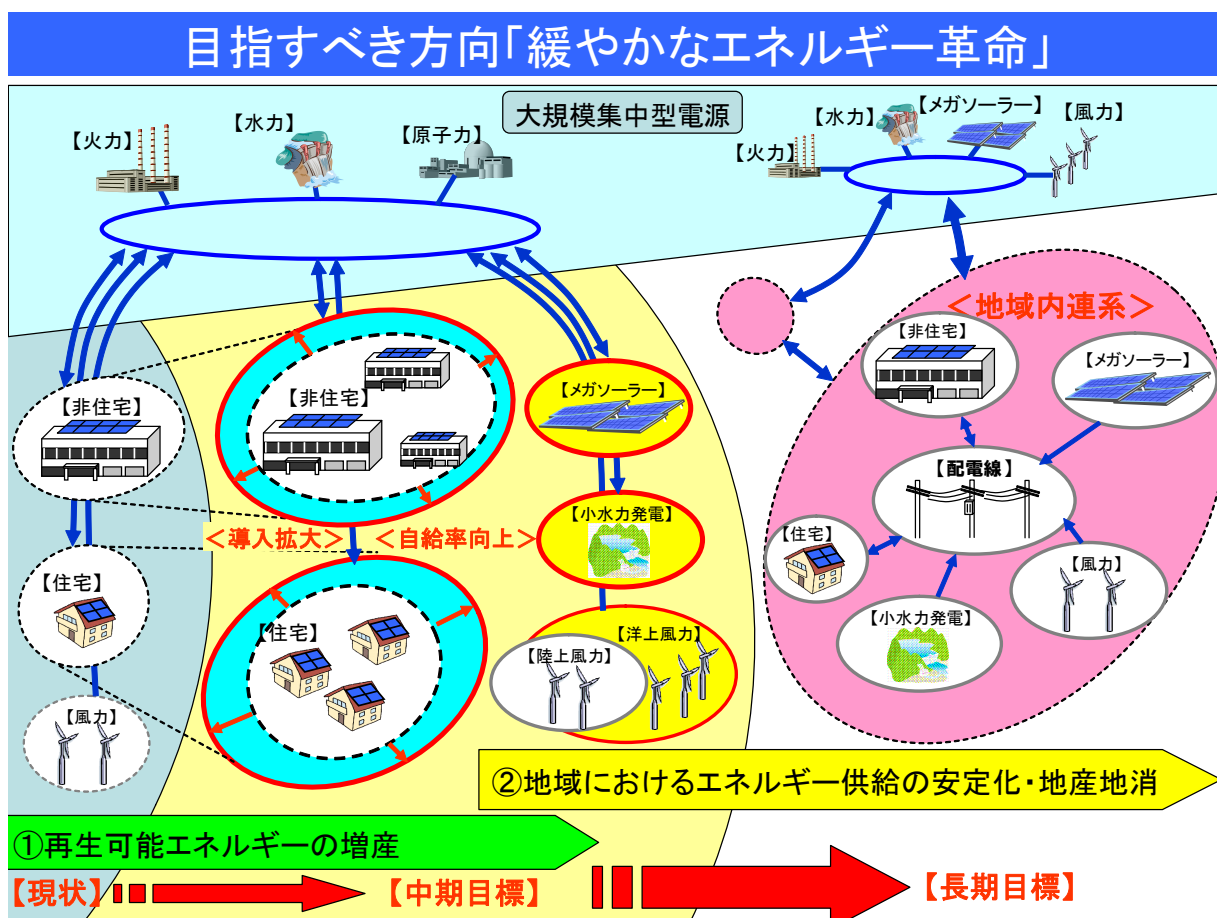 目指すべき方向「緩やかなエネルギー革命」
大規模集中型電源
【火力】
【水力】
【原子力】
【火力】
【水力】
【メガソーラー】
【風力】
【非住宅】
【住宅】
【風力】
【非住宅】
＜導入拡大＞
＜自給率向上＞
【住宅】
【メガソーラー】
【小水力発電】
【陸上風力】
【洋上風力】
＜地域内連系＞
【非住宅】
【メガソーラー】
【配電線】
【住宅】
【風力】
【小水力発電】
②地域におけるエネルギー供給の安定化・地産地消
①再生可能エネルギーの増産
【現状】
【中期目標】
【長期目標】